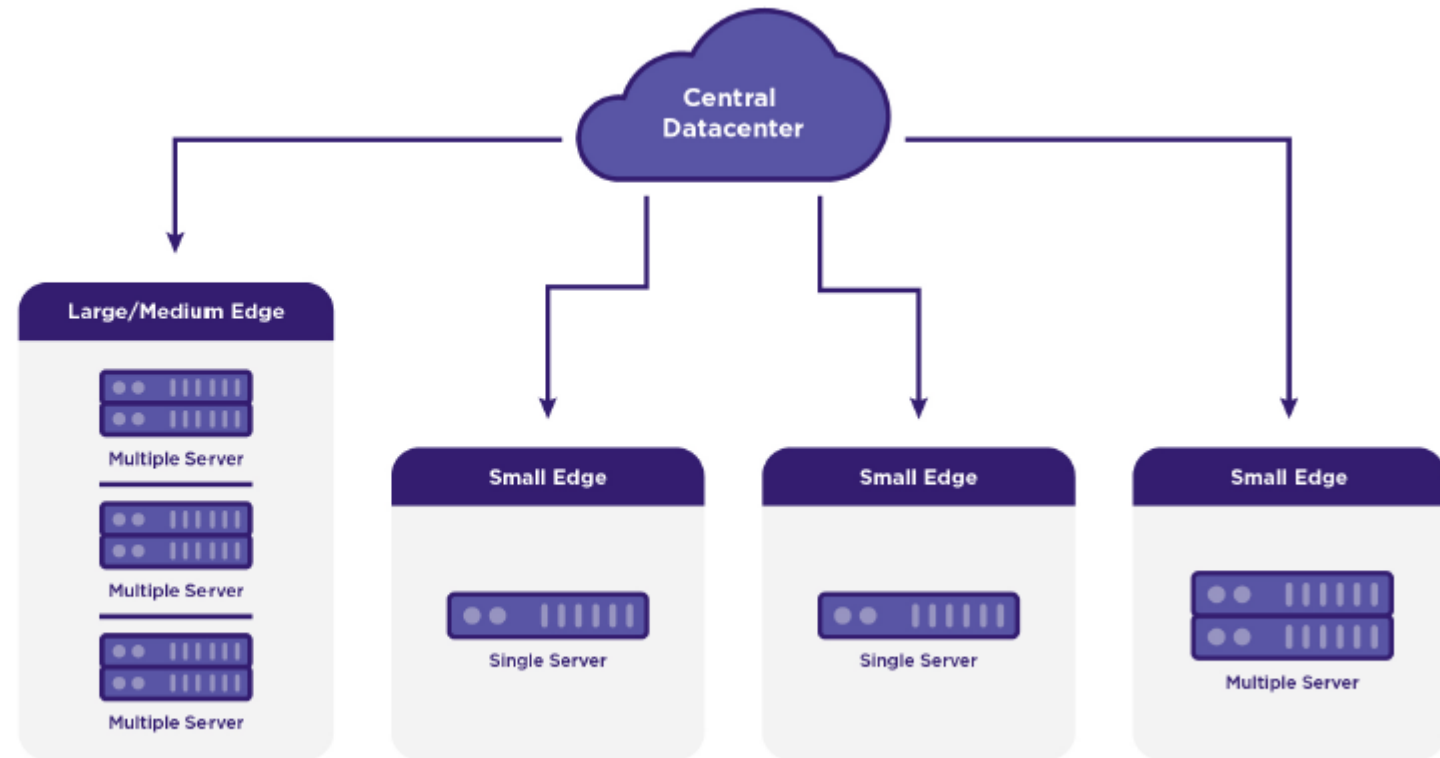 Central
Datacenter
Large/Medium Edge
Multiple Server
Multiple Server
Multiple Server
Small Edge
Single Server
Small Edge
Single Server
Small Edge
Multiple Server